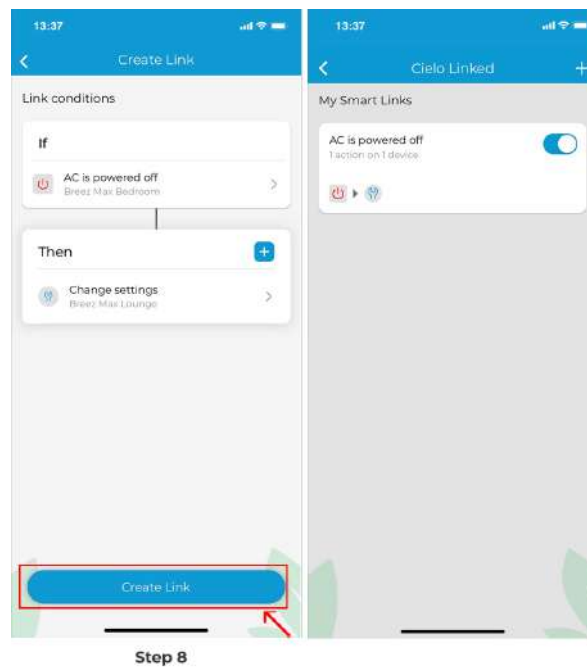 13:37
Create Link
Link conditions
If
AC is powered off
Breez Max Bedroom
Then
Change settings
Breez Max Lounge
Create Link
Step 8
13:37
Cielo Linked
My Smart Links
AC is powered off
1 action on 1 device